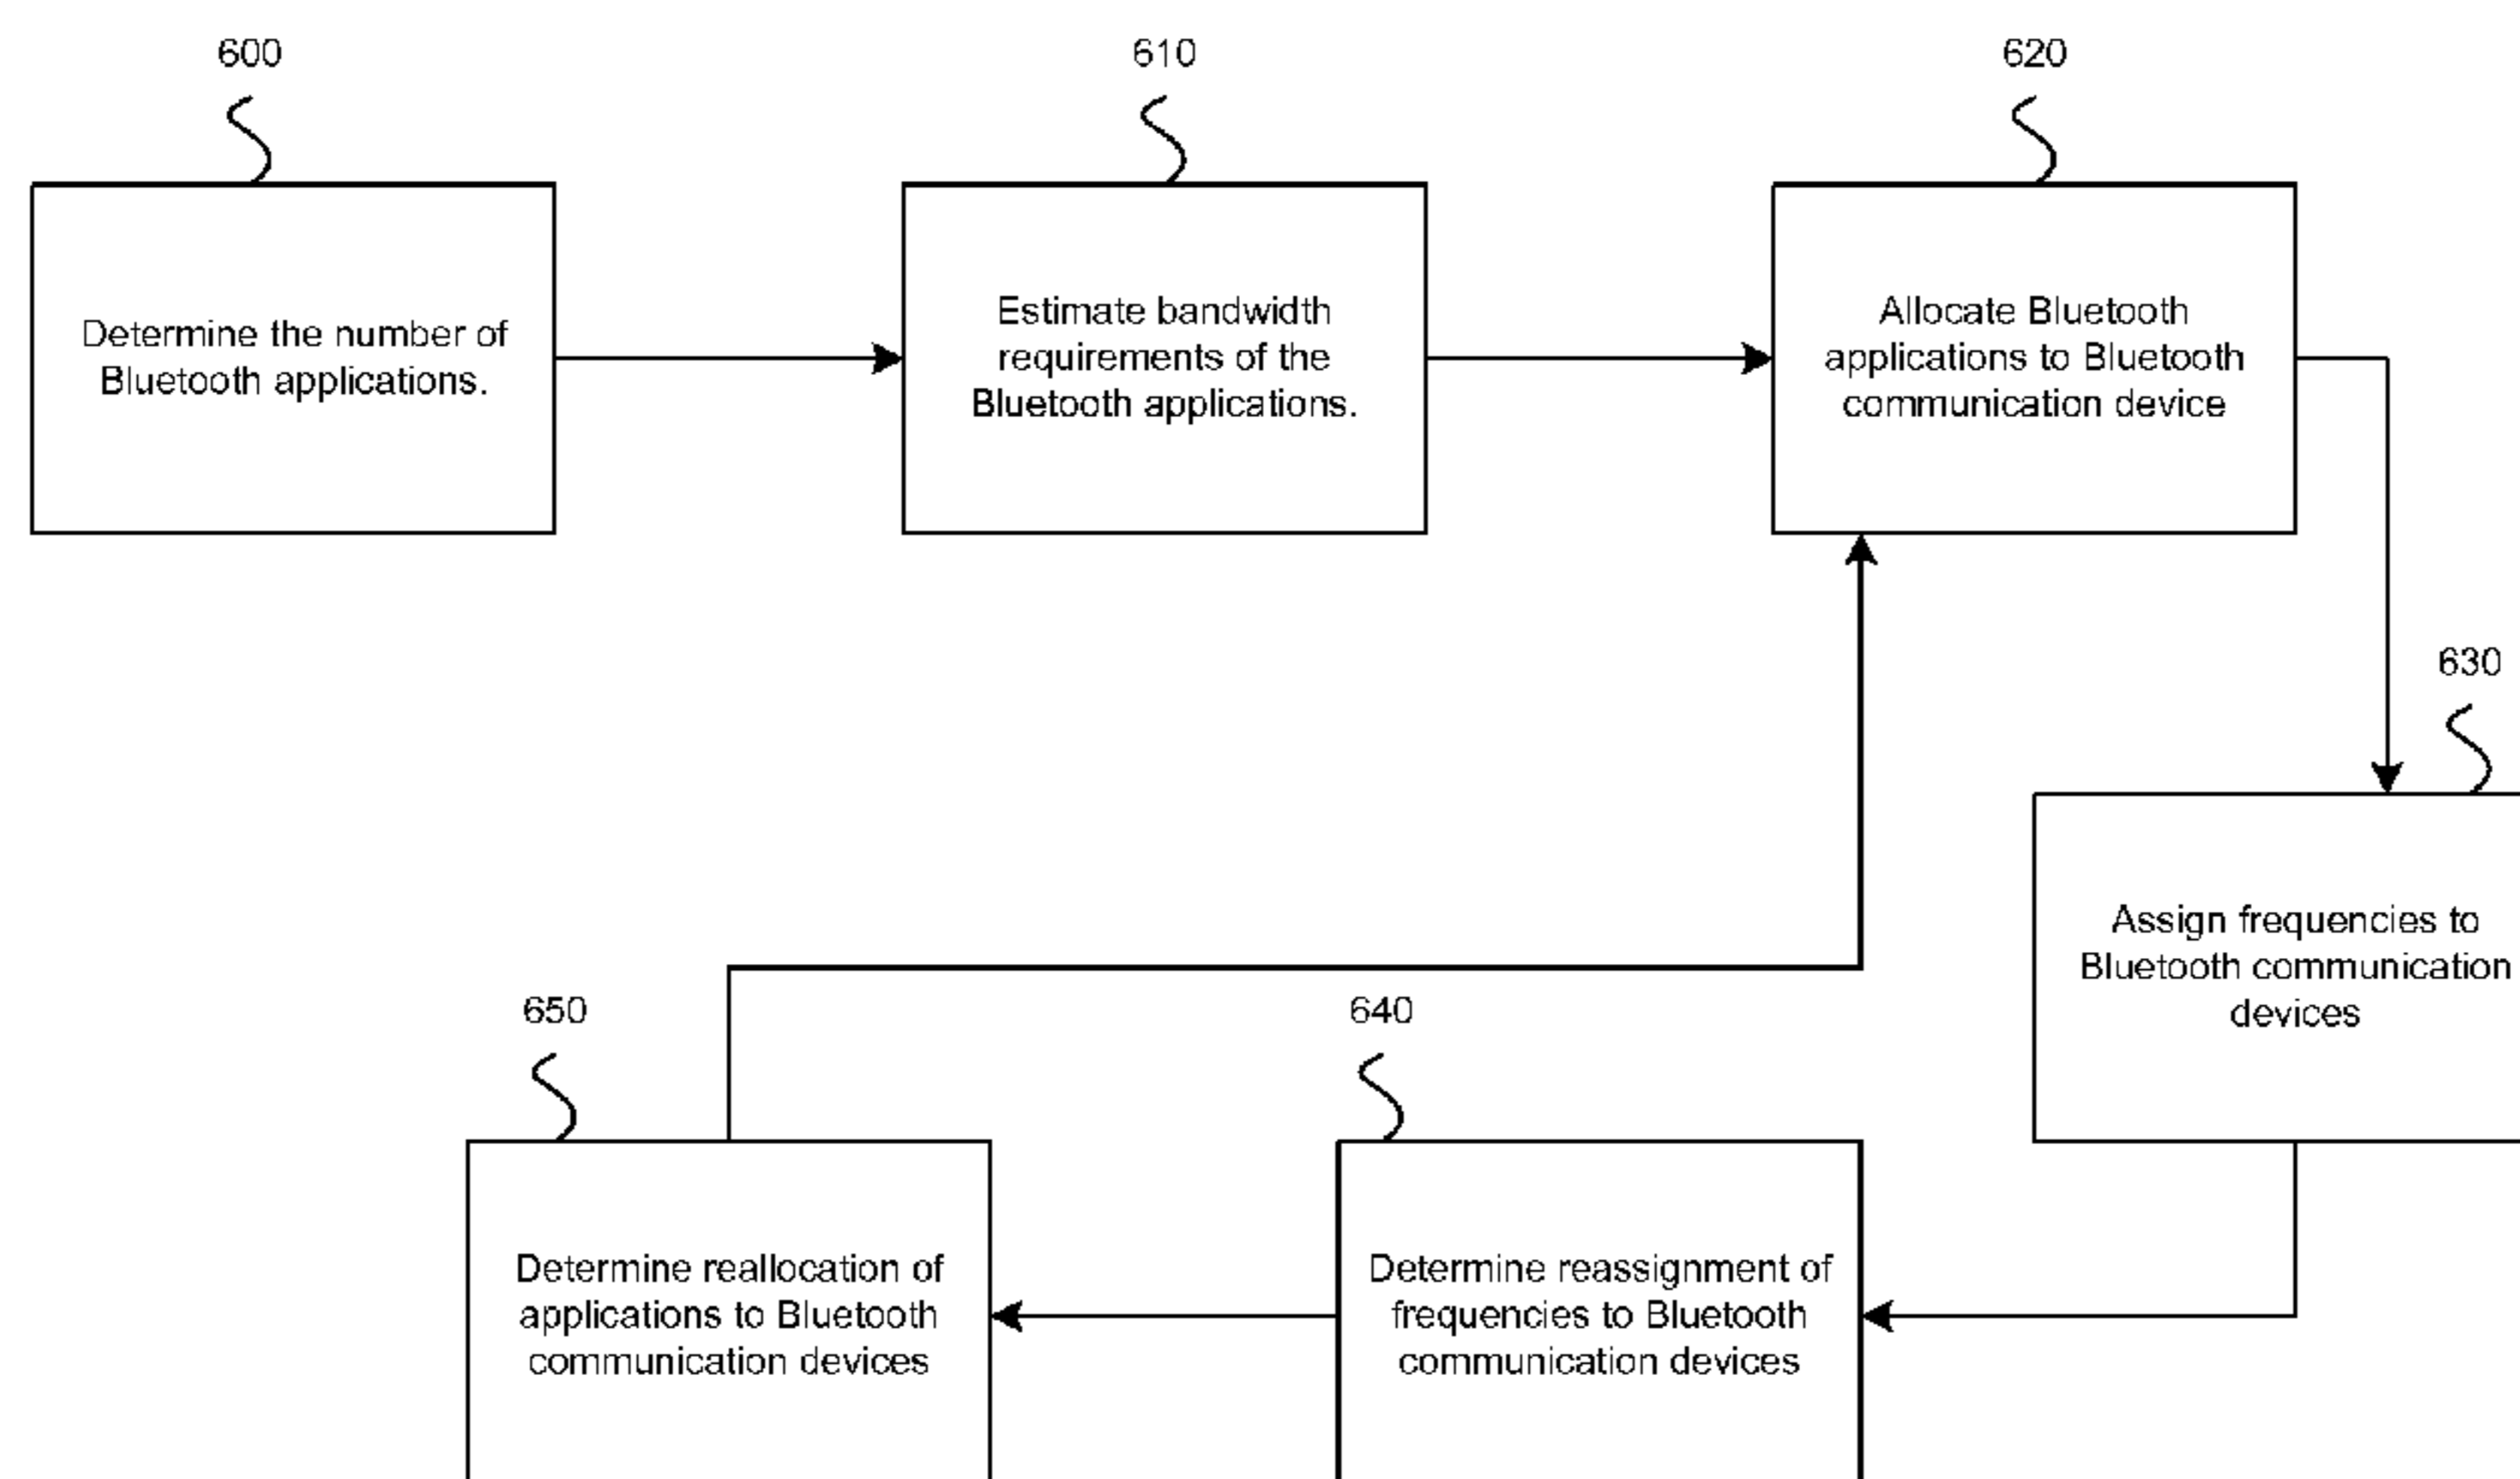 600
610
620
Determine the number of
Bluetooth applications.
Estimate bandwidth
requirements of the
Bluetooth applications.
Allocate Bluetooth
applications to Bluetooth
communication device
630
Assign frequencies to
Bluetooth communication
devices
650
640
Determine reallocation of
applications to Bluetooth
communication devices
Determine reassignment of
frequencies to Bluetooth
communication devices